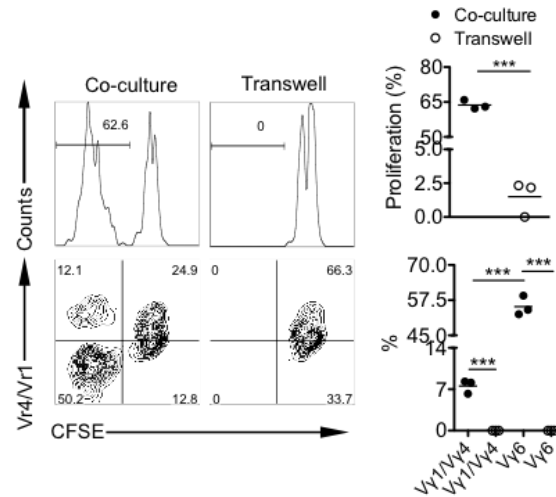 ● Co-culture
○ Transwell
Co-culture
Transwell
Counts
62.6
0
Proliferation (%)
80
65
50
5.0
2.5
0.0
***
Vr4/Vr1
12.1
24.9
50.2
12.8
0
66.3
0
33.7
CFSE
%
70.0
57.5
45.0
14
7
0
***
***
***
Vγ1/Vγ4
Vγ1/Vγ4
Vγ6
Vγ6